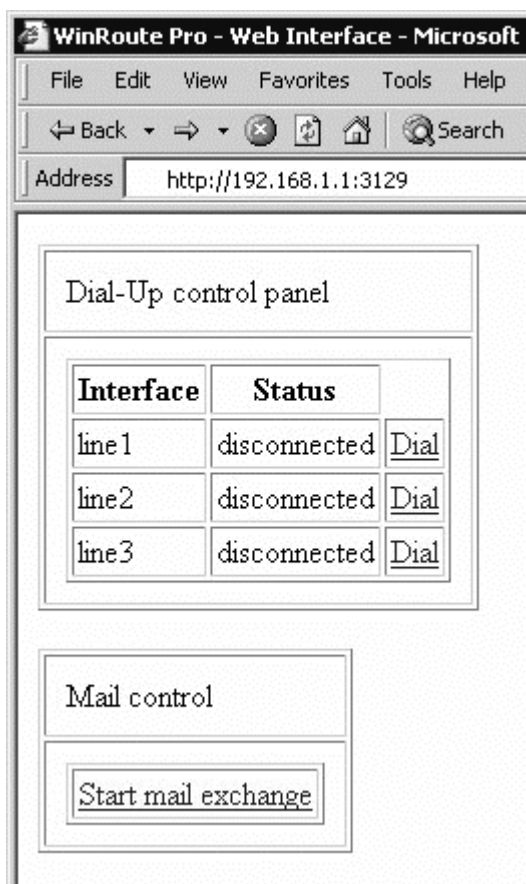 WinRoute Pro - Web Interface - Microsoft
File Edit View Favorites Tools Help
Back Search
Address http://192.168.1.1:3129
Dial-Up control panel
Interface Status
line1 disconnected Dial
line2 disconnected Dial
line3 disconnected Dial
Mail control
Start mail exchange